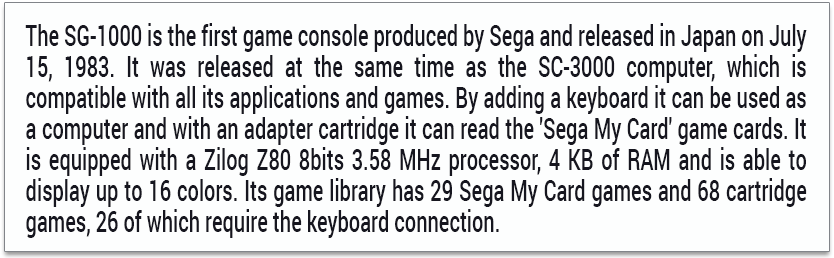 The SG-1000 is the first game console produced by Sega and released in Japan on July
15, 1983. It was released at the same time as the SC-3000 computer, which is
compatible with all its applications and games. By adding a keyboard it can be used as
a computer and with an adapter cartridge it can read the 'Sega My Card' game cards. It
is equipped with a Zilog Z80 8bits 3.58 MHz processor, 4 KB of RAM and is able to
display up to 16 colors. Its game library has 29 Sega My Card games and 68 cartridge
games, 26 of which require the keyboard connection.